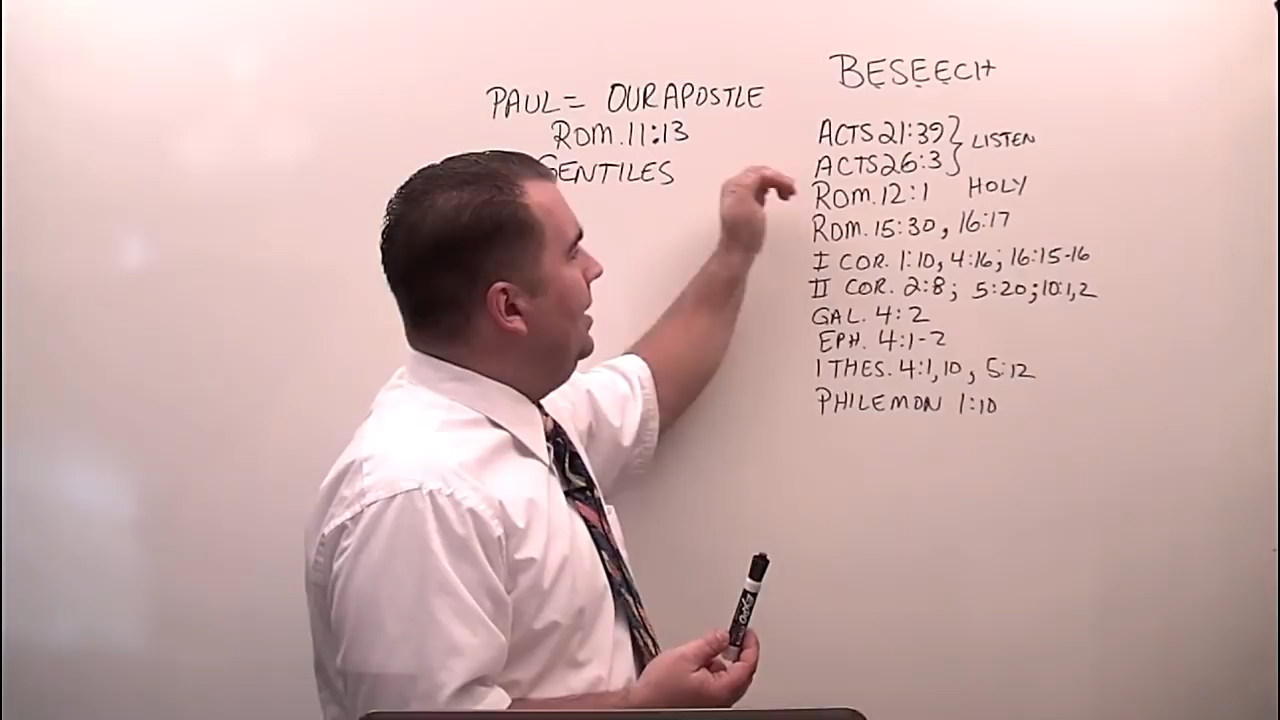 PAUL = OUR APOSTLE
ROM. 11:13
GENTILES
BESEECH
ACTS 21:39 } LISTEN
ACTS 26:3
ROM. 12:1 HOLY
ROM. 15:30, 16:17
I COR. 1:10, 4:16; 16:15-16
II COR. 2:8; 5:20; 10:1,2
GAL. 4:2
EPH. 4:1-2
1 THES. 4:1,10, 5:12
PHILEMON 1:10
EXPO